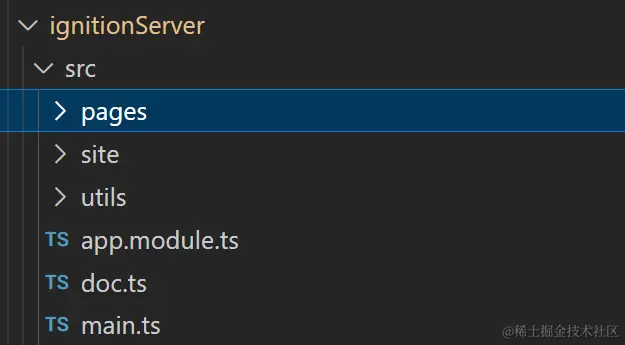 ignitionServer
src
pages
site
utils
TS app.module.ts
TS doc.ts
TS main.ts
@稀土掘金技术社区